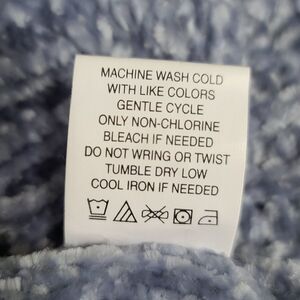 MACHINE WASH COLD
WITH LIKE COLORS
GENTLE CYCLE
ONLY NON-CHLORINE
BLEACH IF NEEDED
DO NOT WRING OR TWIST
TUMBLE DRY LOW
COOL IRON IF NEEDED